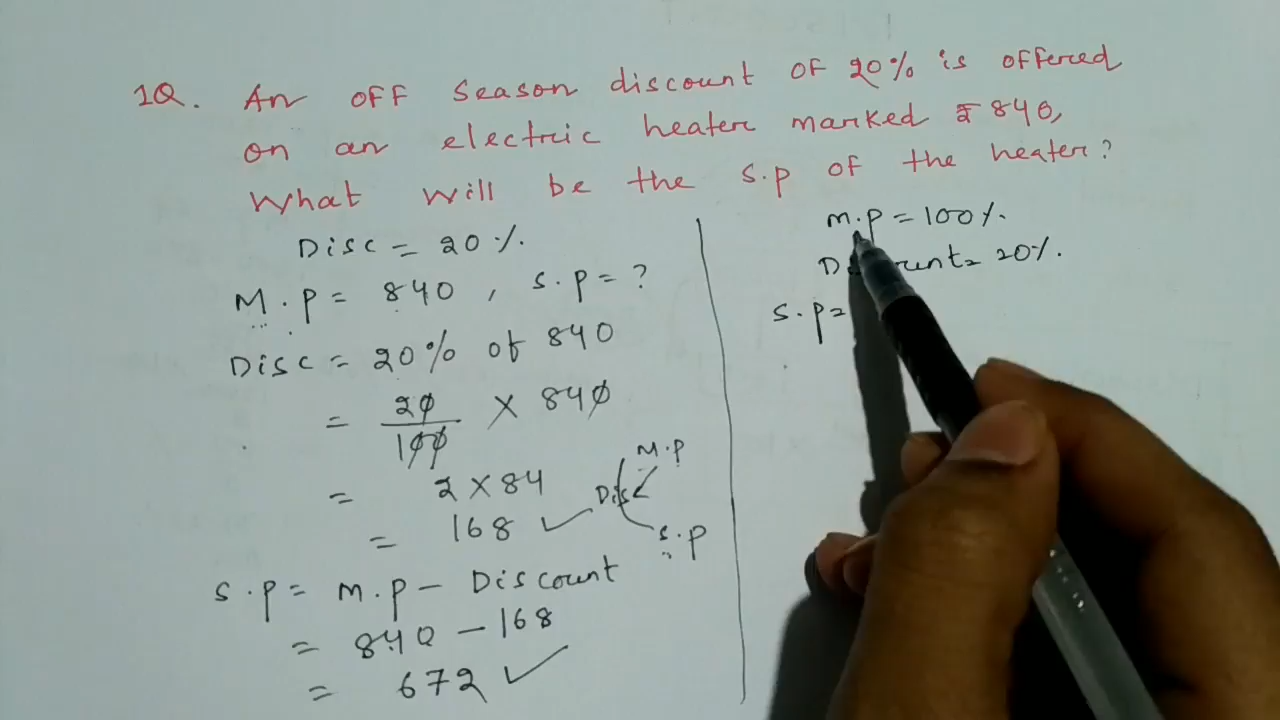 1Q. An off season discount of 20% is offered
on an electric heater marked ₹ 840,
What will be the s.p of the heater?
Disc = 20%.
M.p = 840, s.p = ?
Disc = 20% of 840
= 20/100 × 840
= 2 × 84
= 168 ✓
Disc < M.p
s.p
s.p = M.p - Discount
= 840 - 168
= 672 ✓
m.p = 100%.
= 20%.
s.p =